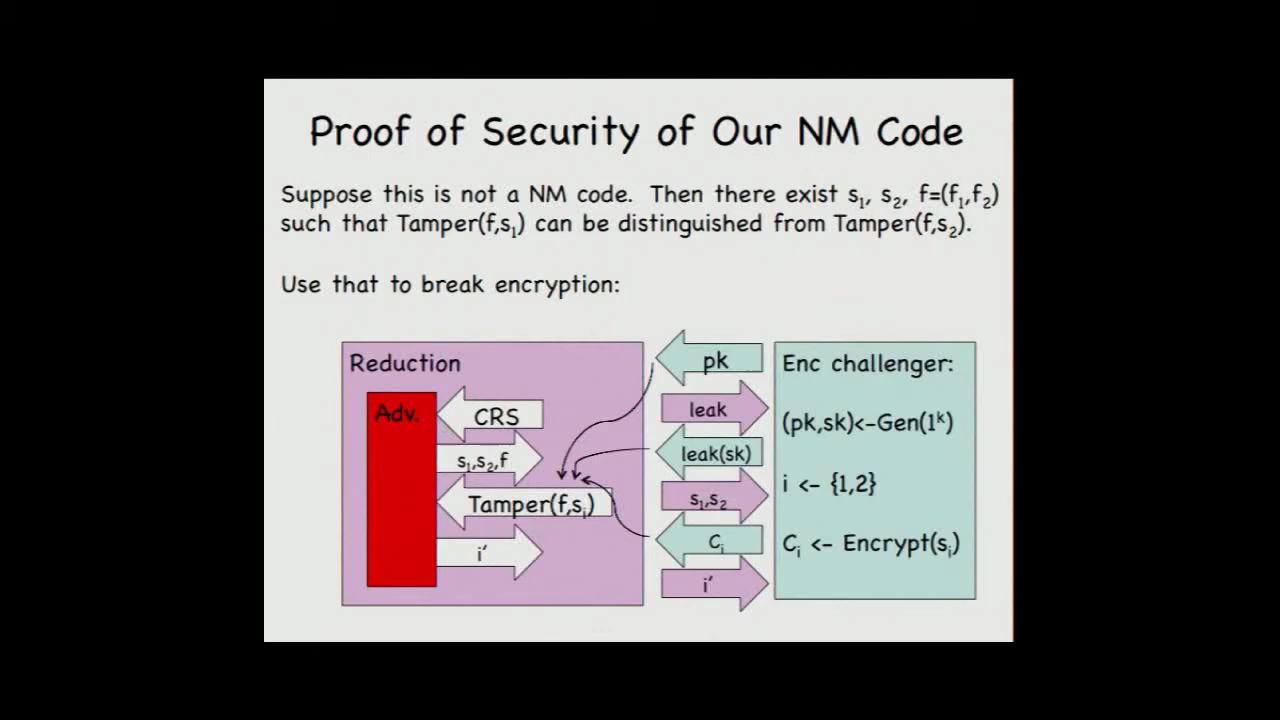 Proof of Security of Our NM Code
Suppose this is not a NM code. Then there exist s₁, s₂, f=(f₁,f₂)
such that Tamper(f,s₁) can be distinguished from Tamper(f,s₂).
Use that to break encryption:
Reduction
Adv.
CRS
s₁,s₂,f
Tamper(f,sᵢ)
i'
pk
leak
leak(sk)
s₁,s₂
Cᵢ
i'
Enc challenger:
(pk,sk)<-Gen(1ᵏ)
i <- {1,2}
Cᵢ <- Encrypt(sᵢ)